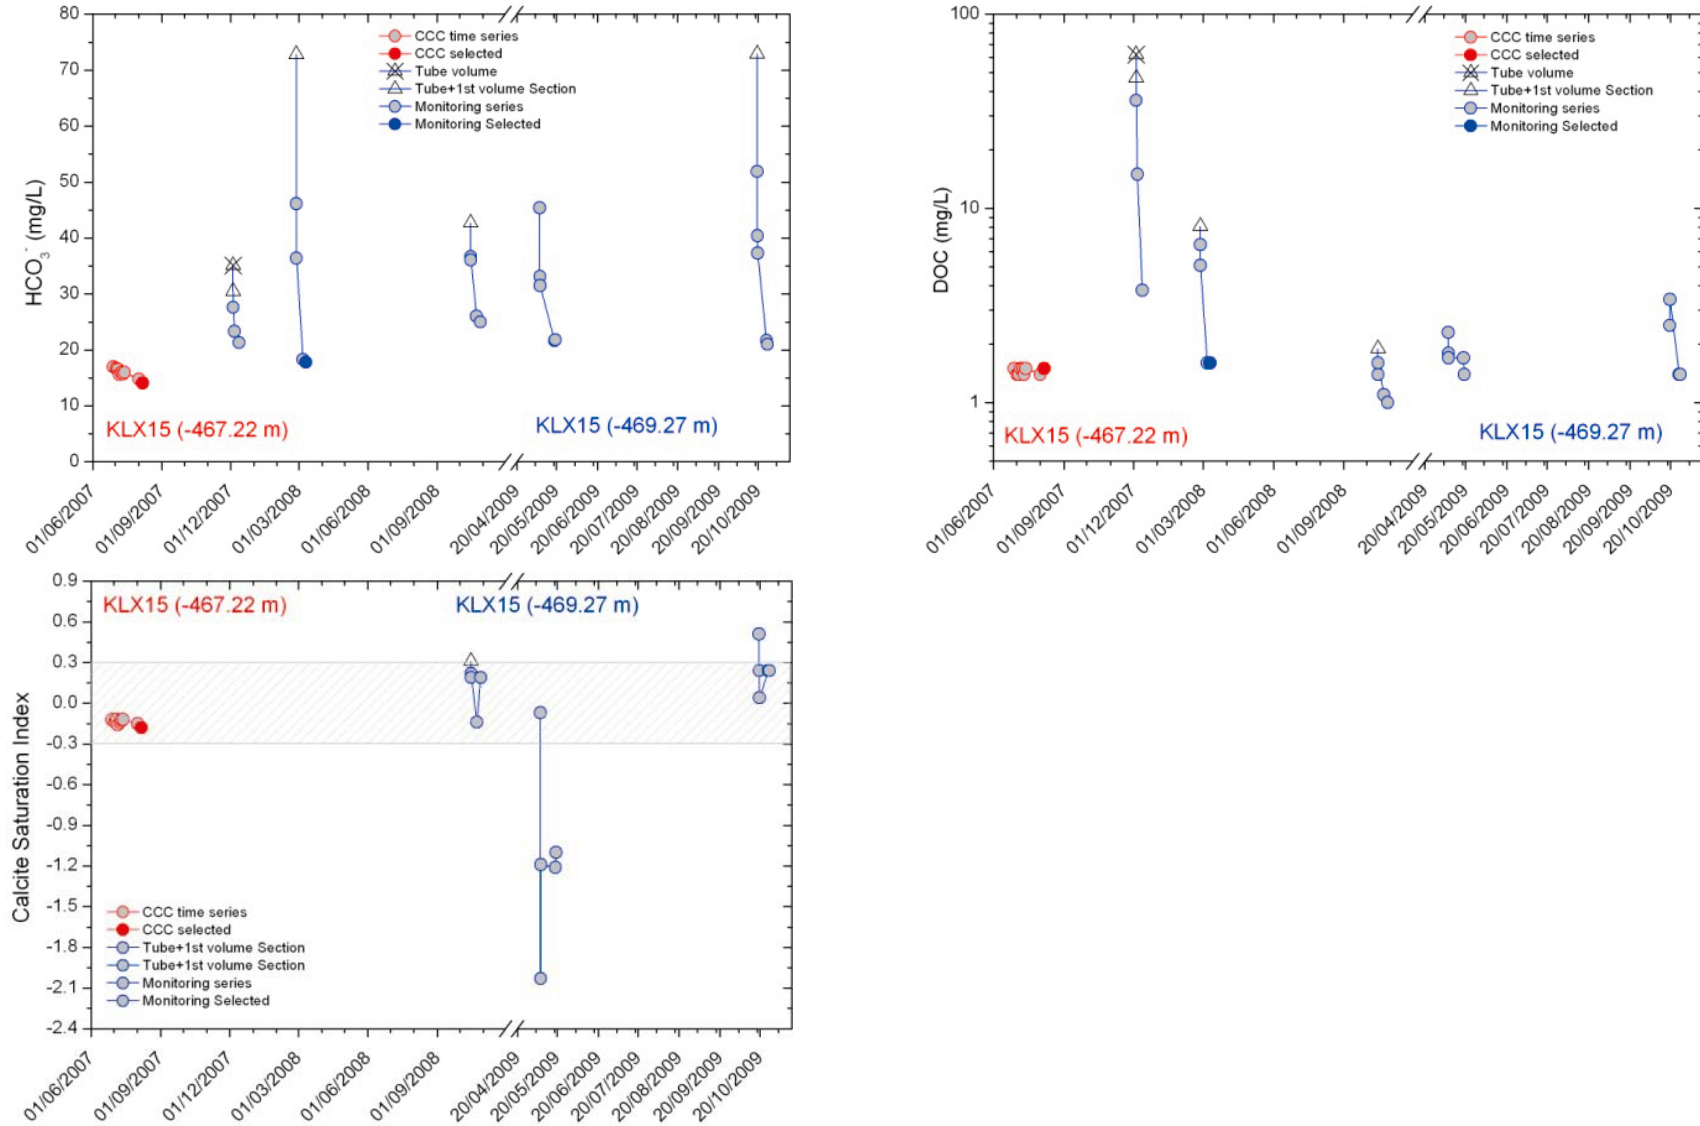 80
70
60
50
40
30
20
10
0
HCO3- (mg/L)
CCC time series
CCC selected
Tube volume
Tube+1st volume Section
Monitoring series
Monitoring Selected
KLX15 (-467.22 m)
KLX15 (-469.27 m)
01/06/2007
01/09/2007
01/12/2007
01/03/2008
01/06/2008
01/09/2008
20/04/2009
20/05/2009
20/06/2009
20/07/2009
20/08/2009
20/09/2009
20/10/2009
100
10
1
DOC (mg/L)
CCC time series
CCC selected
Tube volume
Tube+1st volume Section
Monitoring series
Monitoring Selected
KLX15 (-467.22 m)
KLX15 (-469.27 m)
01/06/2007
01/09/2007
01/12/2007
01/03/2008
01/06/2008
01/09/2008
20/04/2009
20/05/2009
20/06/2009
20/07/2009
20/08/2009
20/09/2009
20/10/2009
0.9
0.6
0.3
0.0
-0.3
-0.6
-0.9
-1.2
-1.5
-1.8
-2.1
-2.4
Calcite Saturation Index
KLX15 (-467.22 m)
KLX15 (-469.27 m)
CCC time series
CCC selected
Tube+1st volume Section
Tube+1st volume Section
Monitoring series
Monitoring Selected
01/06/2007
01/09/2007
01/12/2007
01/03/2008
01/06/2008
01/09/2008
20/04/2009
20/05/2009
20/06/2009
20/07/2009
20/08/2009
20/09/2009
20/10/2009